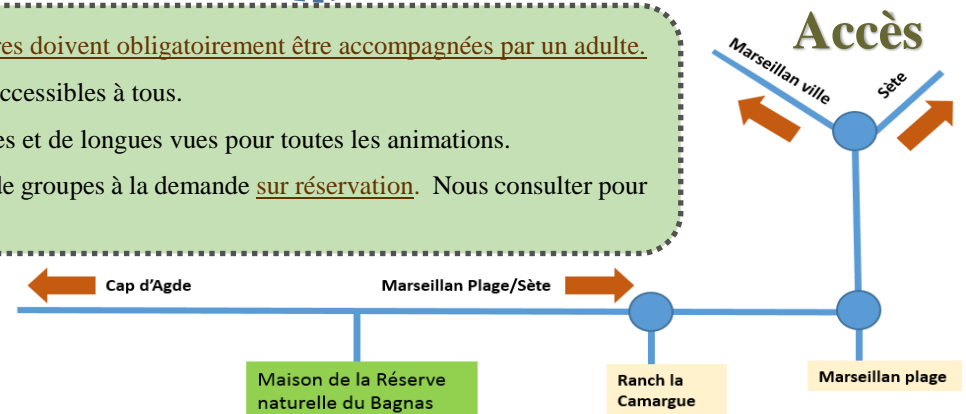 Accès
res doivent obligatoirement être accompagnées par un adulte.
ccessibles à tous.
es et de longues vues pour toutes les animations.
de groupes à la demande sur réservation. Nous consulter pour
Marseillan ville
Sète
Cap d'Agde
Marseillan Plage/Sète
Maison de la Réserve
naturelle du Bagnas
Ranch la
Camargue
Marseillan plage